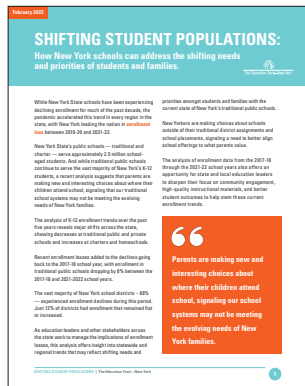 February 2023
SHIFTING STUDENT POPULATIONS:
How New York schools can address the shifting needs
and priorities of students and families.
The Education Trust–New York
While New York State schools have been experiencing
declining enrollment for much of the past decade, the
pandemic accelerated this trend in every region in the
state, with New York leading the nation in enrollment
loss between 2019-20 and 2021-22.
New York State's public schools — traditional and
charter — serve approximately 2.5 million school-
aged students. And while traditional public schools
continue to serve the vast majority of New York's K-12
students, a recent analysis suggests that parents are
making new and interesting choices about where their
children attend school, signaling that our traditional
school systems may not be meeting the evolving
needs of New York families.
The analysis of K-12 enrollment trends over the past
five years reveals major shifts across the state,
showing decreases at traditional public and private
schools and increases at charters and homeschools.
Recent enrollment losses added to the declines going
back to the 2017-18 school year, with enrollment in
traditional public schools dropping by 8% between the
2017-18 and 2021-2022 school years.
The vast majority of New York school districts – 88%
— experienced enrollment declines during this period.
Just 12% of districts had enrollment that remained flat
or increased.
As education leaders and other stakeholders across
the state work to manage the implications of enrollment
losses, this analysis offers insight into statewide and
regional trends that may reflect shifting needs and
priorities amongst students and families with the
current state of New York's traditional public schools.
New Yorkers are making choices about schools
outside of their traditional district assignments and
school placements, signaling a need to better align
school offerings to what parents value.
The analysis of enrollment data from the 2017-18
through the 2021-22 school years also offers an
opportunity for state and local education leaders
to sharpen their focus on community engagement,
high-quality instructional materials, and better
student outcomes to help stem these current
enrollment trends.
Parents are making new and
interesting choices about
where their children attend
school, signaling our school
systems may not be meeting
the evolving needs of New
York families.
SHIFTING STUDENT POPULATIONS | The Education Trust–New York
1